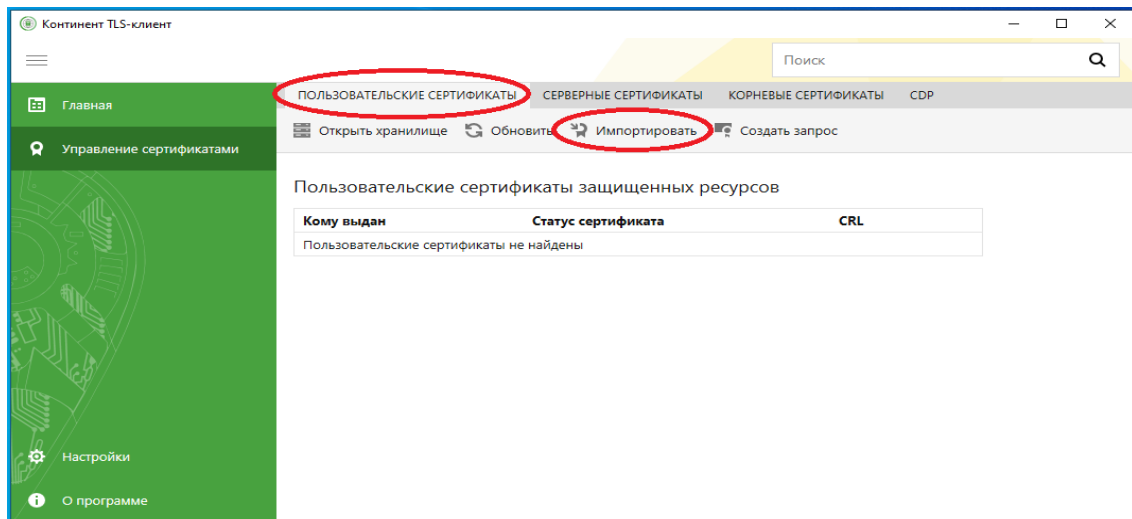 Континент TLS-клиент
Поиск
Главная
Управление сертификатами
Настройки
О программе
ПОЛЬЗОВАТЕЛЬСКИЕ СЕРТИФИКАТЫ СЕРВЕРНЫЕ СЕРТИФИКАТЫ КОРНЕВЫЕ СЕРТИФИКАТЫ CDP
Открыть хранилище Обновить Импортировать Создать запрос
Пользовательские сертификаты защищенных ресурсов
Кому выдан Статус сертификата CRL
Пользовательские сертификаты не найдены